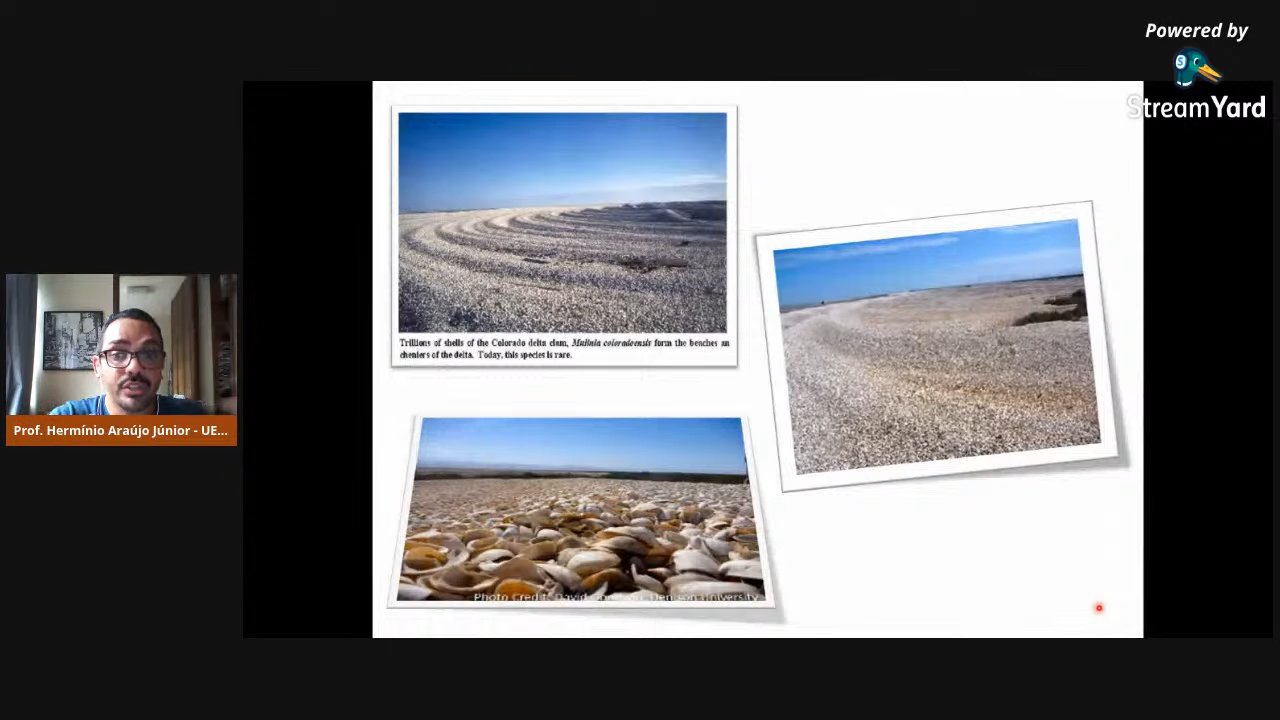 Powered by
StreamYard
Trillions of shells of the Colorado delta clam, Mulinia coloradoensis form the beaches an
cheniers of the delta. Today, this species is rare.
Prof. Hermínio Araújo Júnior - UE...
Photo Credit: David Denison University